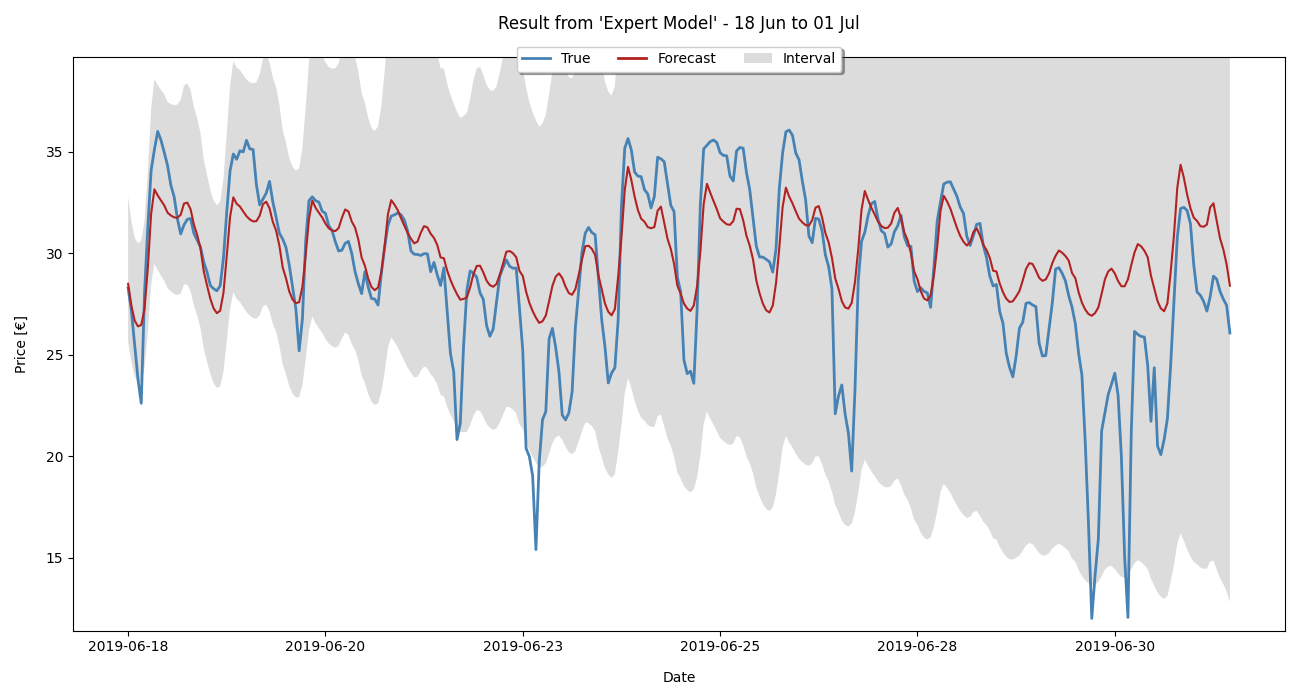 Result from 'Expert Model' - 18 Jun to 01 Jul
True Forecast Interval
35
30
25
20
15
Price [€]
2019-06-18 2019-06-20 2019-06-23 2019-06-25 2019-06-28 2019-06-30
Date